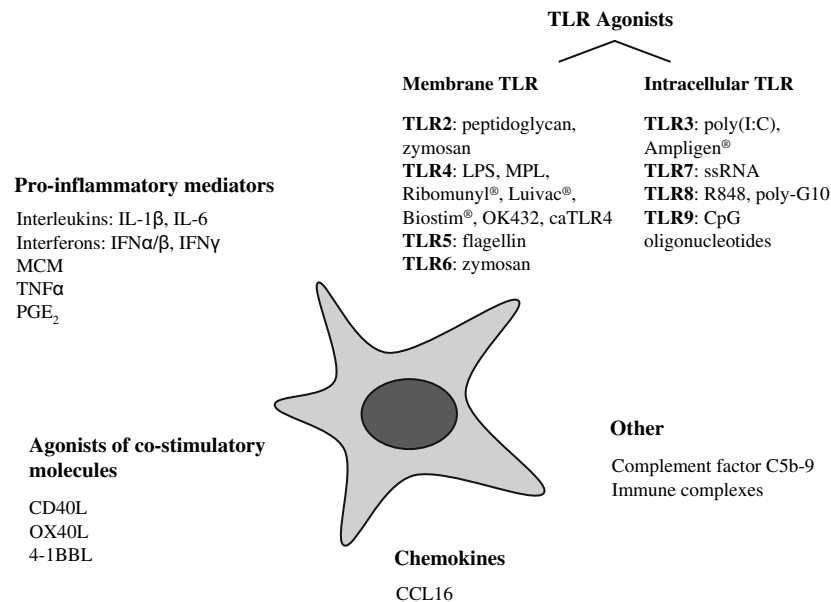 TLR Agonists
Membrane TLR
TLR2: peptidoglycan,
zymosan
TLR4: LPS, MPL,
Ribomunyl®, Luivac®,
Biostim®, OK432, caTLR4
TLR5: flagellin
TLR6: zymosan
Intracellular TLR
TLR3: poly(I:C),
Ampligen®
TLR7: ssRNA
TLR8: R848, poly-G10
TLR9: CpG
oligonucleotides
Pro-inflammatory mediators
Interleukins: IL-1β, IL-6
Interferons: IFNα/β, IFNγ
MCM
TNFα
PGE₂
Agonists of co-stimulatory
molecules
CD40L
OX40L
4-1BBL
Other
Complement factor C5b-9
Immune complexes
Chemokines
CCL16